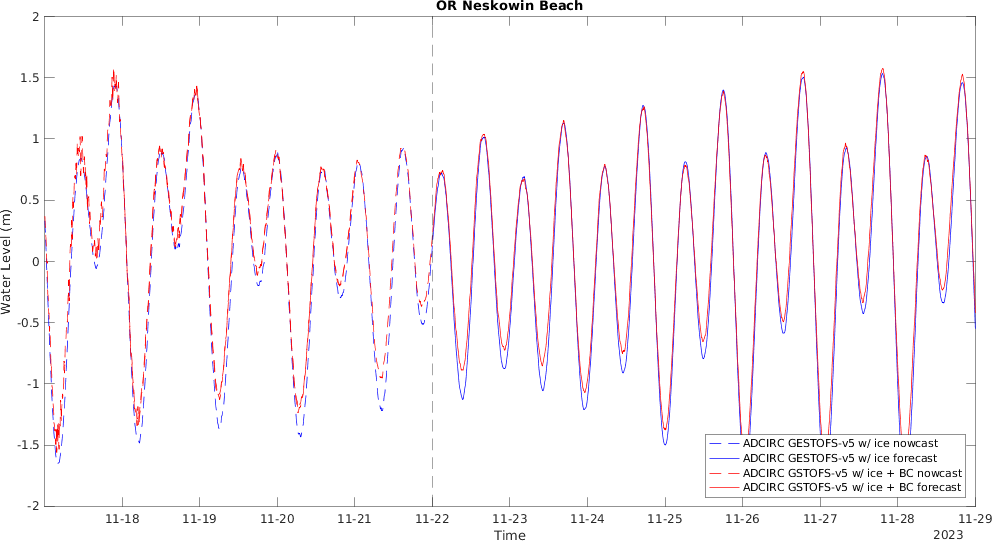 OR Neskowin Beach
2
1.5
1
0.5
0
-0.5
-1
-1.5
-2
Water Level (m)
ADCIRC GESTOFS-v5 w/ ice nowcast
ADCIRC GESTOFS-v5 w/ ice forecast
ADCIRC GSTOFS-v5 w/ ice + BC nowcast
ADCIRC GSTOFS-v5 w/ ice + BC forecast
11-18 11-19 11-20 11-21 11-22 11-23 11-24 11-25 11-26 11-27 11-28 11-29
Time
2023